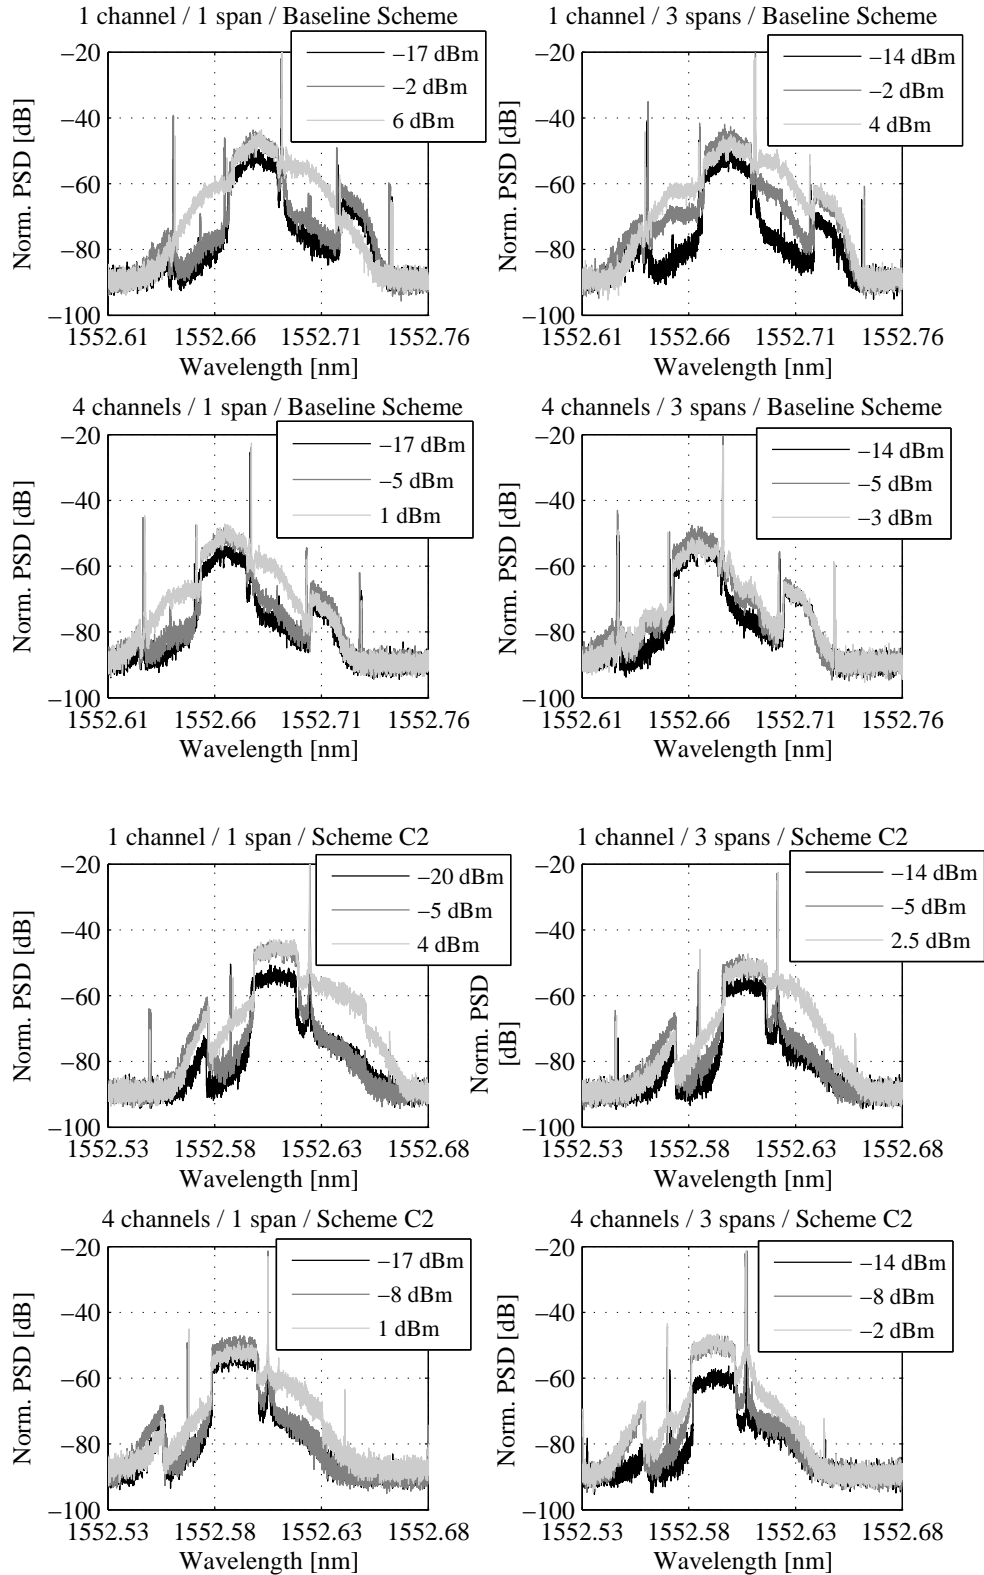 1 channel / 1 span / Baseline Scheme
−17 dBm
−2 dBm
6 dBm
Norm. PSD [dB]
−20
−40
−60
−80
−100
1552.61 1552.66 1552.71 1552.76
Wavelength [nm]
1 channel / 3 spans / Baseline Scheme
−14 dBm
−2 dBm
4 dBm
Norm. PSD [dB]
−20
−40
−60
−80
−100
1552.61 1552.66 1552.71 1552.76
Wavelength [nm]
4 channels / 1 span / Baseline Scheme
−17 dBm
−5 dBm
1 dBm
Norm. PSD [dB]
−20
−40
−60
−80
−100
1552.61 1552.66 1552.71 1552.76
Wavelength [nm]
4 channels / 3 spans / Baseline Scheme
−14 dBm
−5 dBm
−3 dBm
Norm. PSD [dB]
−20
−40
−60
−80
−100
1552.61 1552.66 1552.71 1552.76
Wavelength [nm]
1 channel / 1 span / Scheme C2
−20 dBm
−5 dBm
4 dBm
Norm. PSD [dB]
−20
−40
−60
−80
−100
1552.53 1552.58 1552.63 1552.68
Wavelength [nm]
1 channel / 3 spans / Scheme C2
−14 dBm
−5 dBm
2.5 dBm
Norm. PSD
[dB]
−20
−40
−60
−80
−100
1552.53 1552.58 1552.63 1552.68
Wavelength [nm]
4 channels / 1 span / Scheme C2
−17 dBm
−8 dBm
1 dBm
Norm. PSD [dB]
−20
−40
−60
−80
−100
1552.53 1552.58 1552.63 1552.68
Wavelength [nm]
4 channels / 3 spans / Scheme C2
−14 dBm
−8 dBm
−2 dBm
Norm. PSD [dB]
−20
−40
−60
−80
−100
1552.53 1552.58 1552.63 1552.68
Wavelength [nm]